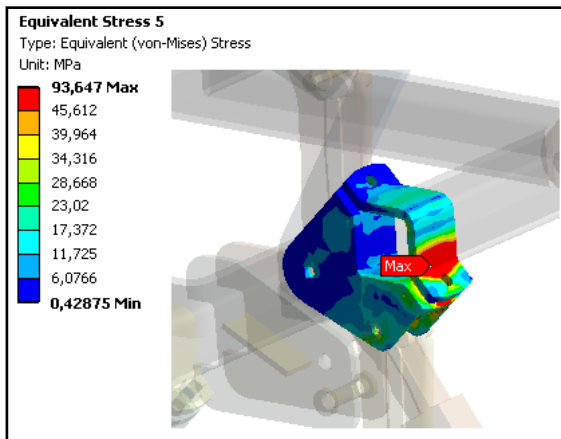 Equivalent Stress 5
Type: Equivalent (von-Mises) Stress
Unit: MPa
93,647 Max
45,612
39,964
34,316
28,668
23,02
17,372
11,725
6,0766
0,42875 Min
Max